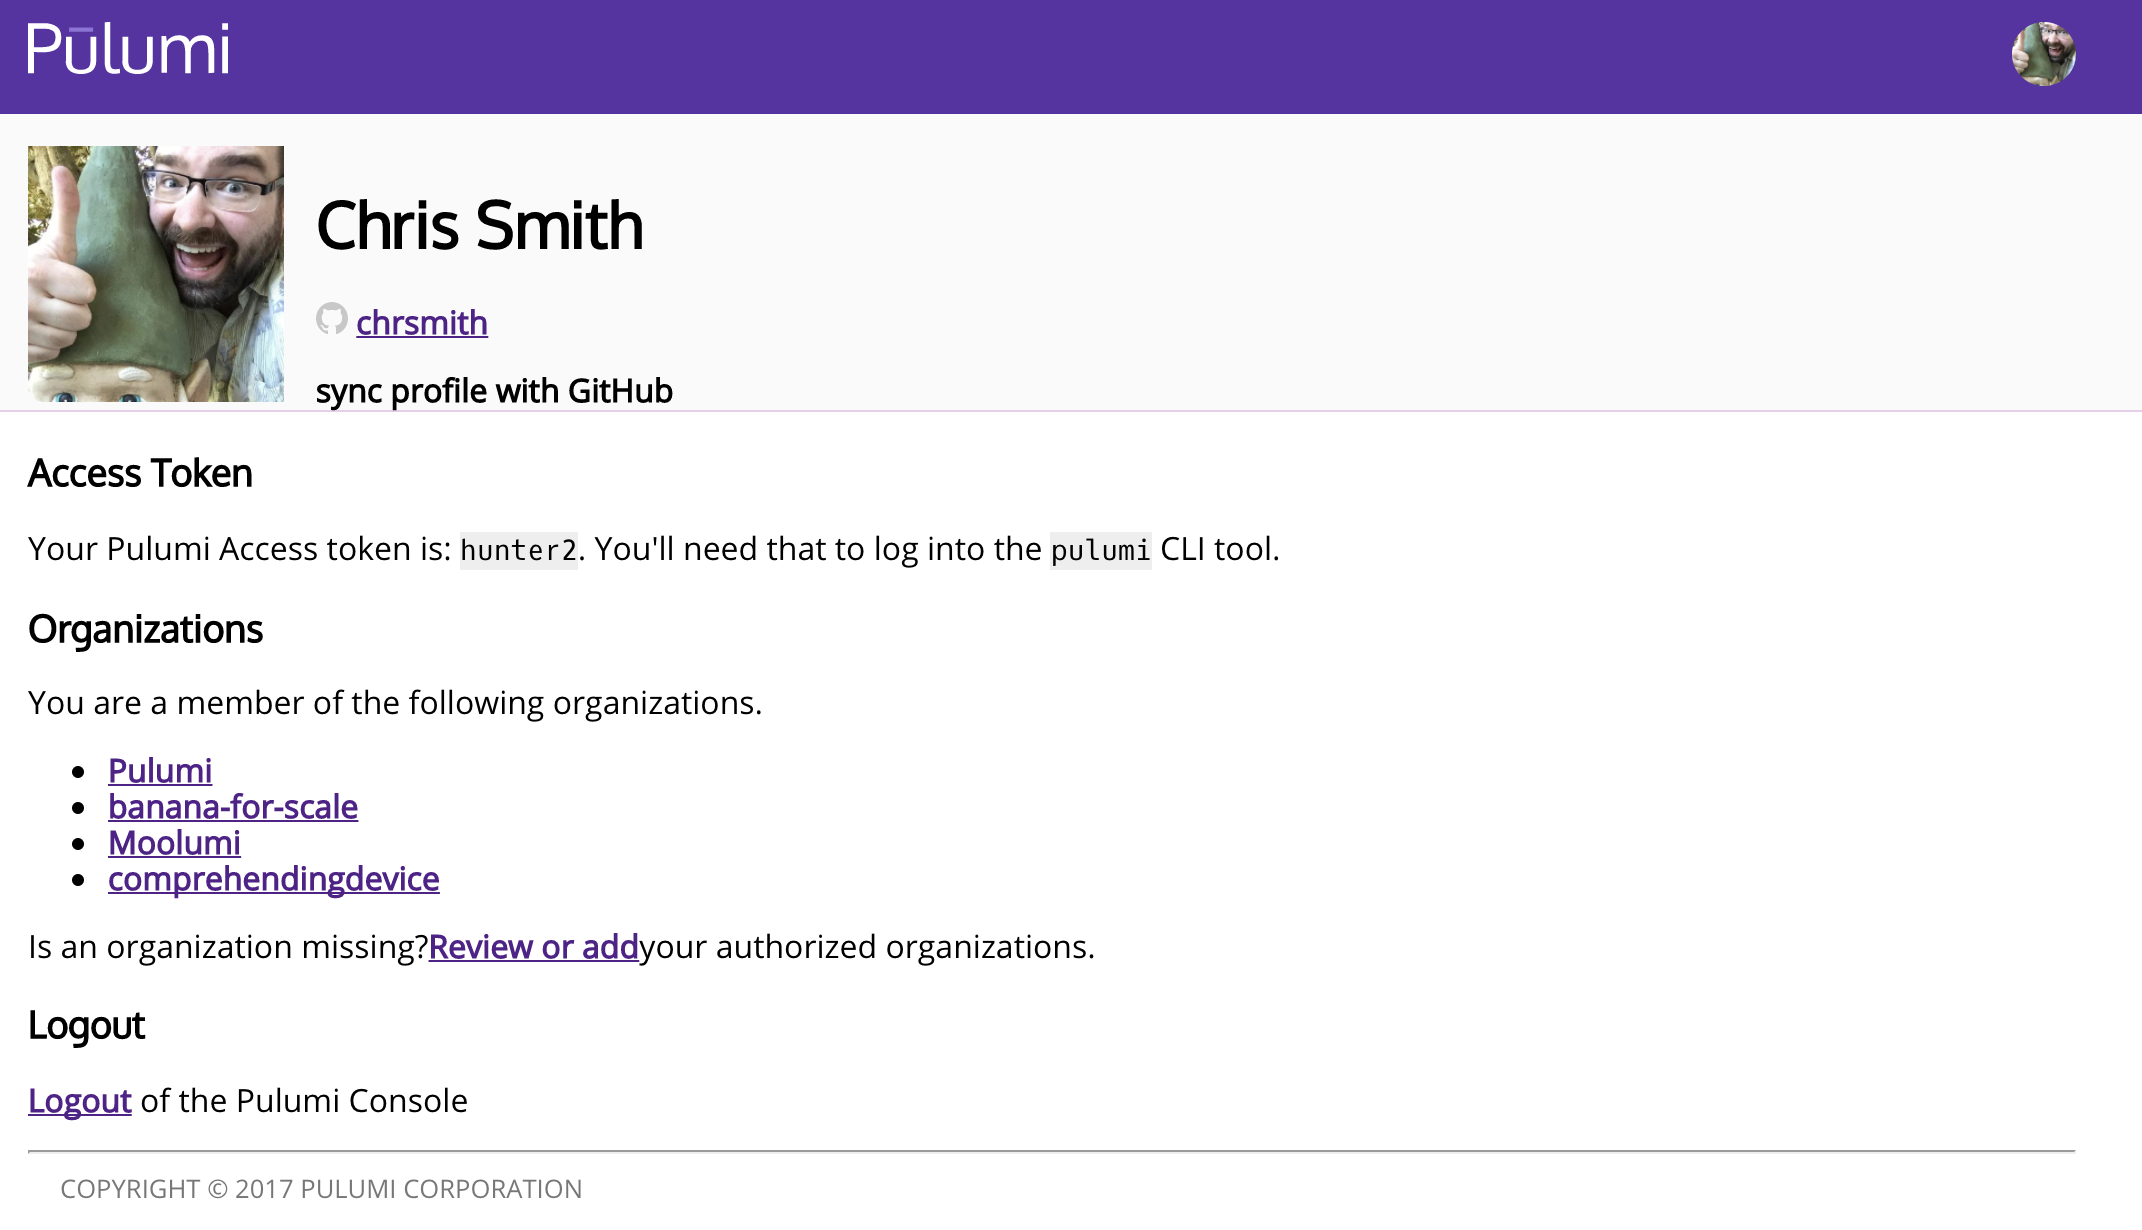 Pūlumi
Chris Smith
chrsmith
sync profile with GitHub
Access Token
Your Pulumi Access token is: hunter2. You'll need that to log into the pulumi CLI tool.
Organizations
You are a member of the following organizations.
Pulumi
banana-for-scale
Moolumi
comprehendingdevice
Is an organization missing?Review or addyour authorized organizations.
Logout
Logout of the Pulumi Console
COPYRIGHT © 2017 PULUMI CORPORATION